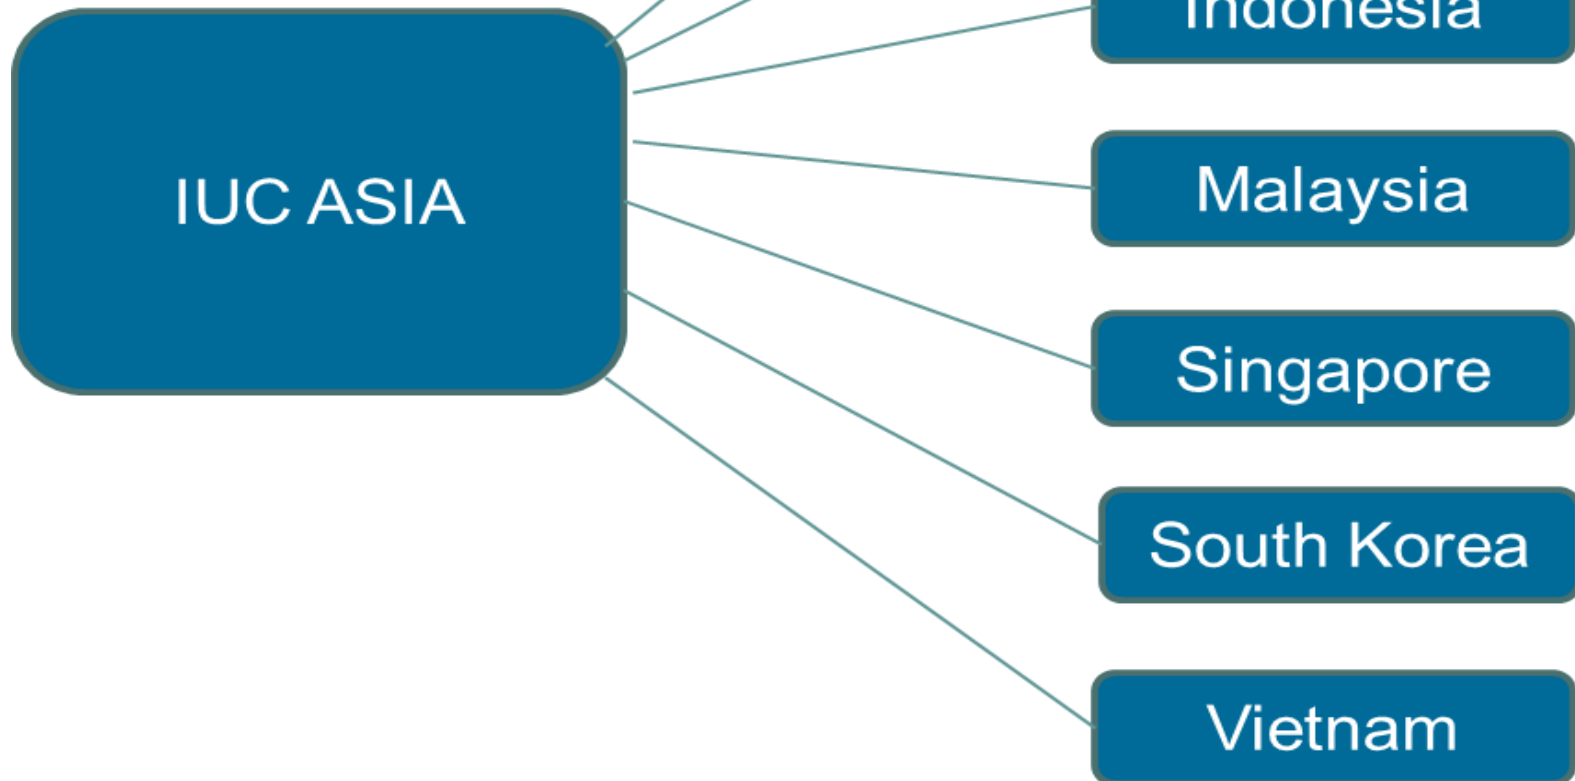 Indonesia
IUC ASIA
Malaysia
Singapore
South Korea
Vietnam